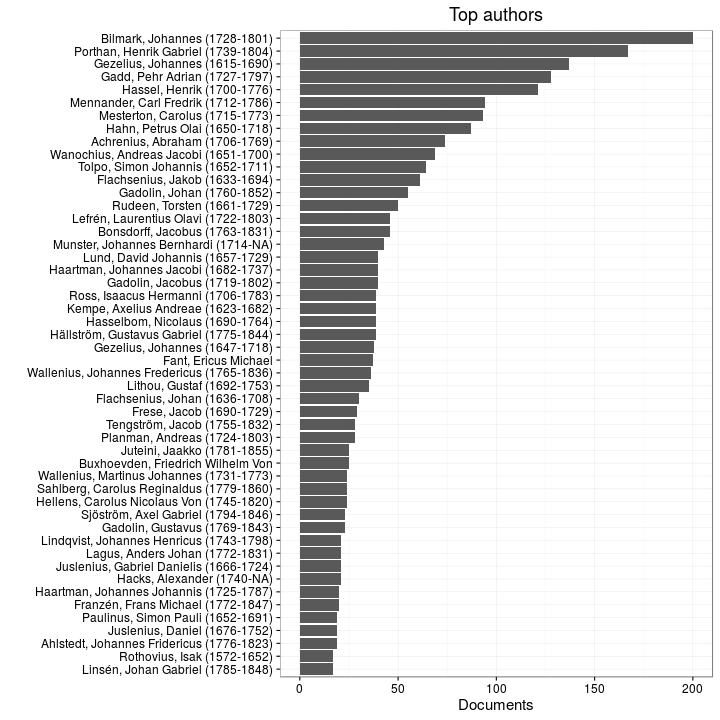 Top authors
Bilmark, Johannes (1728-1801)
Porthan, Henrik Gabriel (1739-1804)
Gezelius, Johannes (1615-1690)
Gadd, Pehr Adrian (1727-1797)
Hassel, Henrik (1700-1776)
Mennander, Carl Fredrik (1712-1786)
Mesterton, Carolus (1715-1773)
Hahn, Petrus Olai (1650-1718)
Achrenius, Abraham (1706-1769)
Wanochius, Andreas Jacobi (1651-1700)
Tolpo, Simon Johannis (1652-1711)
Flachsenius, Jakob (1633-1694)
Gadolin, Johan (1760-1852)
Rudeen, Torsten (1661-1729)
Lefrén, Laurentius Olavi (1722-1803)
Bonsdorff, Jacobus (1763-1831)
Munster, Johannes Bernhardi (1714-NA)
Lund, David Johannis (1657-1729)
Haartman, Johannes Jacobi (1682-1737)
Gadolin, Jacobus (1719-1802)
Ross, Isaacus Hermanni (1706-1783)
Kempe, Axelius Andreae (1623-1682)
Hasselbom, Nicolaus (1690-1764)
Hällström, Gustavus Gabriel (1775-1844)
Gezelius, Johannes (1647-1718)
Fant, Ericus Michael
Wallenius, Johannes Fredericus (1765-1836)
Lithou, Gustaf (1692-1753)
Flachsenius, Johan (1636-1708)
Frese, Jacob (1690-1729)
Tengström, Jacob (1755-1832)
Planman, Andreas (1724-1803)
Juteini, Jaakko (1781-1855)
Buxhoevden, Friedrich Wilhelm Von
Wallenius, Martinus Johannes (1731-1773)
Sahlberg, Carolus Reginaldus (1779-1860)
Hellens, Carolus Nicolaus Von (1745-1820)
Sjöström, Axel Gabriel (1794-1846)
Gadolin, Gustavus (1769-1843)
Lindqvist, Johannes Henricus (1743-1798)
Lagus, Anders Johan (1772-1831)
Juslenius, Gabriel Danielis (1666-1724)
Hacks, Alexander (1740-NA)
Haartman, Johannes Johannis (1725-1787)
Franzén, Frans Michael (1772-1847)
Paulinus, Simon Pauli (1652-1691)
Juslenius, Daniel (1676-1752)
Ahlstedt, Johannes Fridericus (1776-1823)
Rothovius, Isak (1572-1652)
Linsén, Johan Gabriel (1785-1848)
0 50 100 150 200
Documents